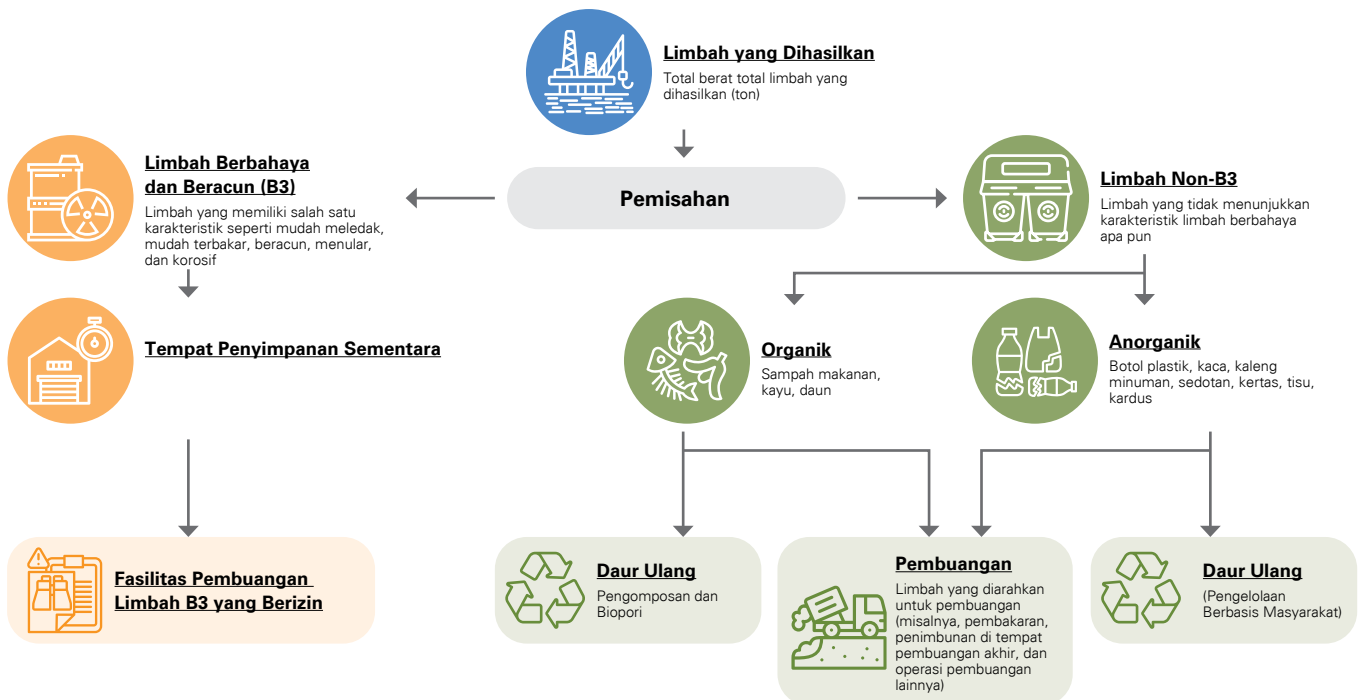 Limbah yang Dihasilkan
Total berat total limbah yang
dihasilkan (ton)
Pemisahan
Limbah Berbahaya
dan Beracun (B3)
Limbah yang memiliki salah satu
karakteristik seperti mudah meledak,
mudah terbakar, beracun, menular,
dan korosif
Limbah Non-B3
Limbah yang tidak menunjukkan
karakteristik limbah berbahaya
apa pun
Tempat Penyimpanan Sementara
Organik
Sampah makanan,
kayu, daun
Anorganik
Botol plastik, kaca, kaleng
minuman, sedotan, kertas, tisu,
kardus
Fasilitas Pembuangan
Limbah B3 yang Berizin
Daur Ulang
Pengomposan dan
Biopori
Pembuangan
Limbah yang diarahkan
untuk pembuangan
(misalnya, pembakaran,
penimbunan di tempat
pembuangan akhir, dan
operasi pembuangan
lainnya)
Daur Ulang
(Pengelolaan
Berbasis Masyarakat)